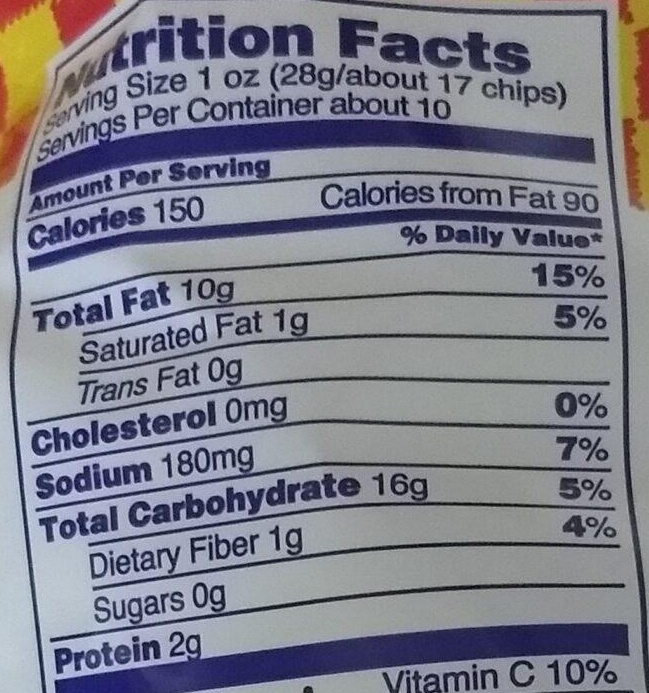 Nutrition Facts
Serving Size 1 oz (28g/about 17 chips)
Servings Per Container about 10
Amount Per Serving
Calories 150 Calories from Fat 90
% Daily Value*
Total Fat 10g 15%
Saturated Fat 1g 5%
Trans Fat 0g
Cholesterol 0mg 0%
Sodium 180mg 7%
Total Carbohydrate 16g 5%
Dietary Fiber 1g 4%
Sugars 0g
Protein 2g
Vitamin C 10%